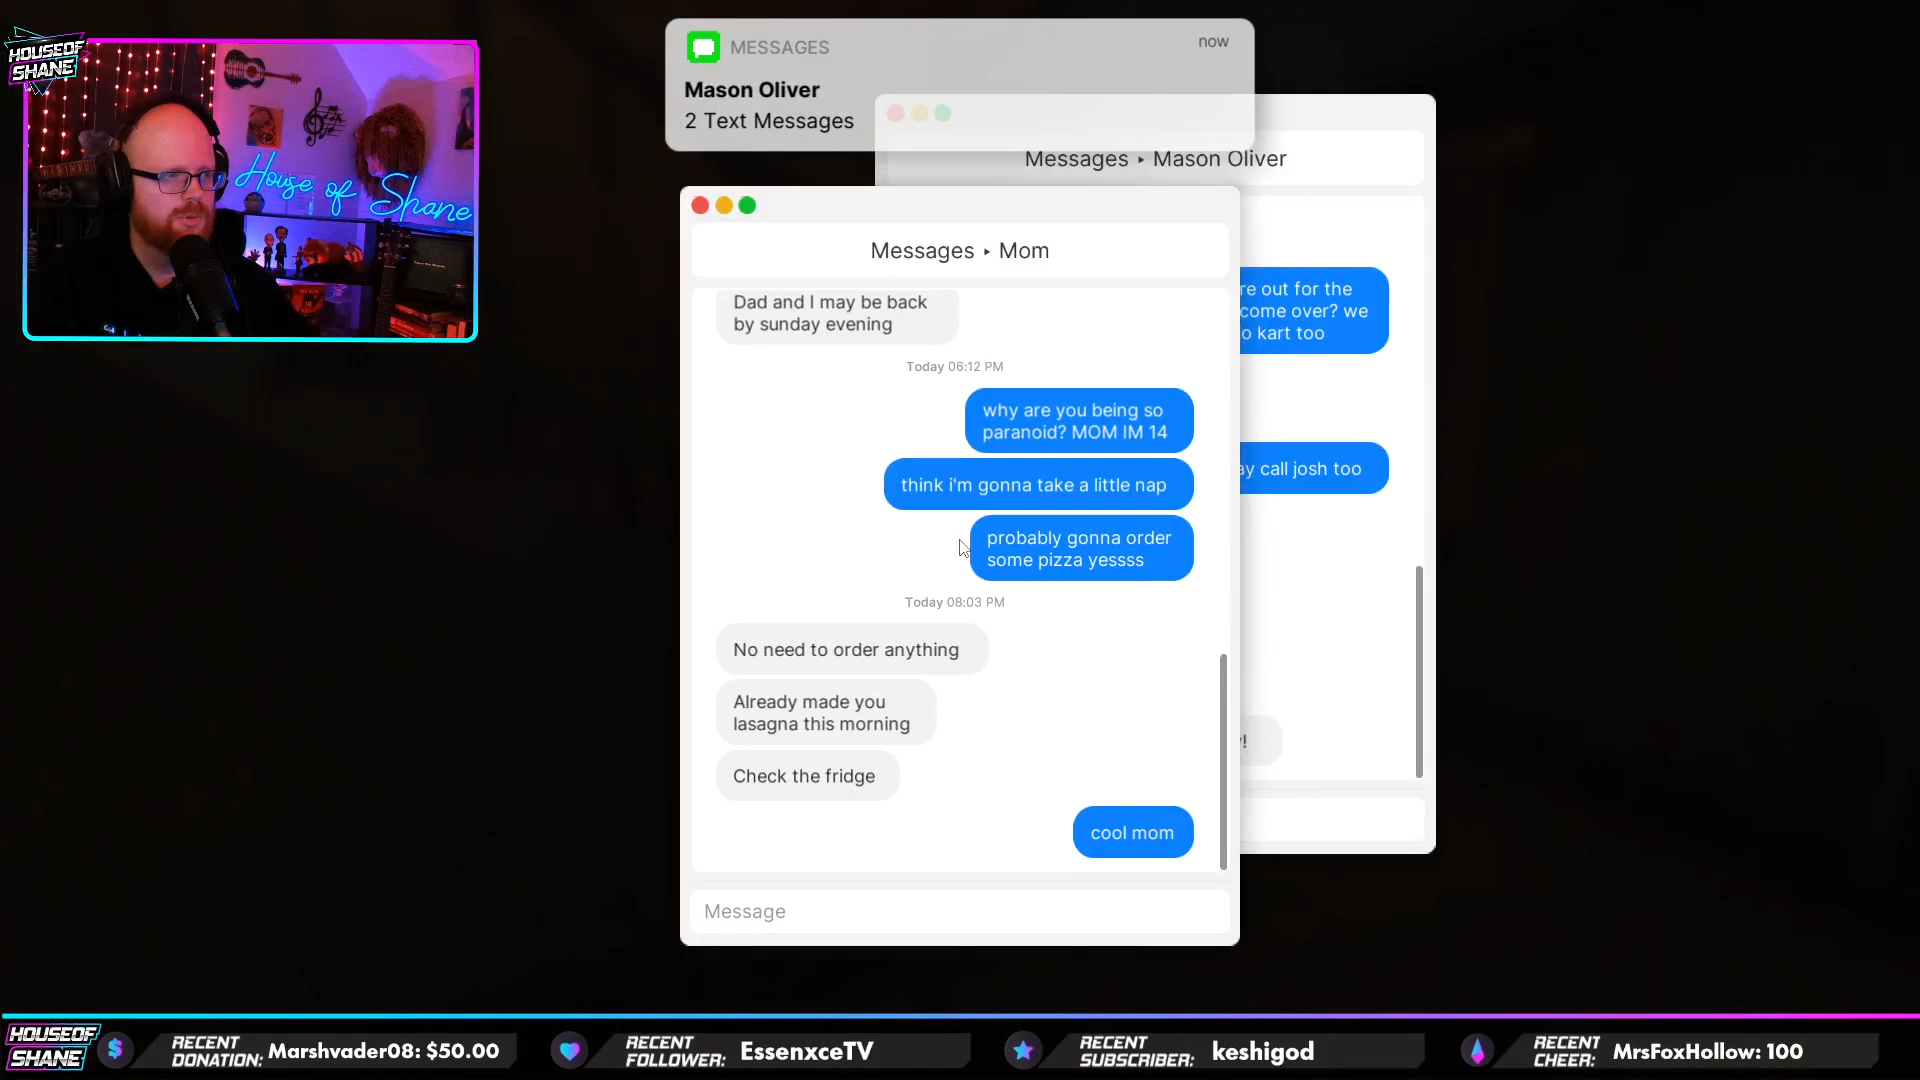 HOUSEOF
SHANE
House of Shane
MESSAGES
now
Mason Oliver
2 Text Messages
Messages ‣ Mason Oliver
re out for the
come over? we
o kart too
ay call josh too
!
Messages ‣ Mom
Dad and I may be back
by sunday evening
Today 06:12 PM
why are you being so
paranoid? MOM IM 14
think i'm gonna take a little nap
probably gonna order
some pizza yessss
Today 08:03 PM
No need to order anything
Already made you
lasagna this morning
Check the fridge
cool mom
Message
HOUSEOF
SHANE
RECENT
DONATION: Marshvader08: $50.00
RECENT
FOLLOWER: EssenxceTV
RECENT
SUBSCRIBER: keshigod
RECENT
CHEER: MrsFoxHollow: 100